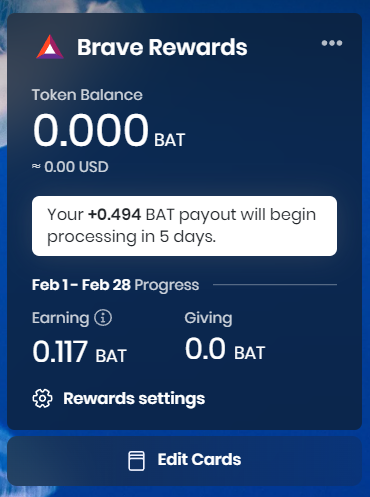 Brave Rewards
Token Balance
0.000 BAT
≈ 0.00 USD
Your +0.494 BAT payout will begin
processing in 5 days.
Feb 1 - Feb 28 Progress
Earning Giving
0.117 BAT 0.0 BAT
Rewards settings
Edit Cards